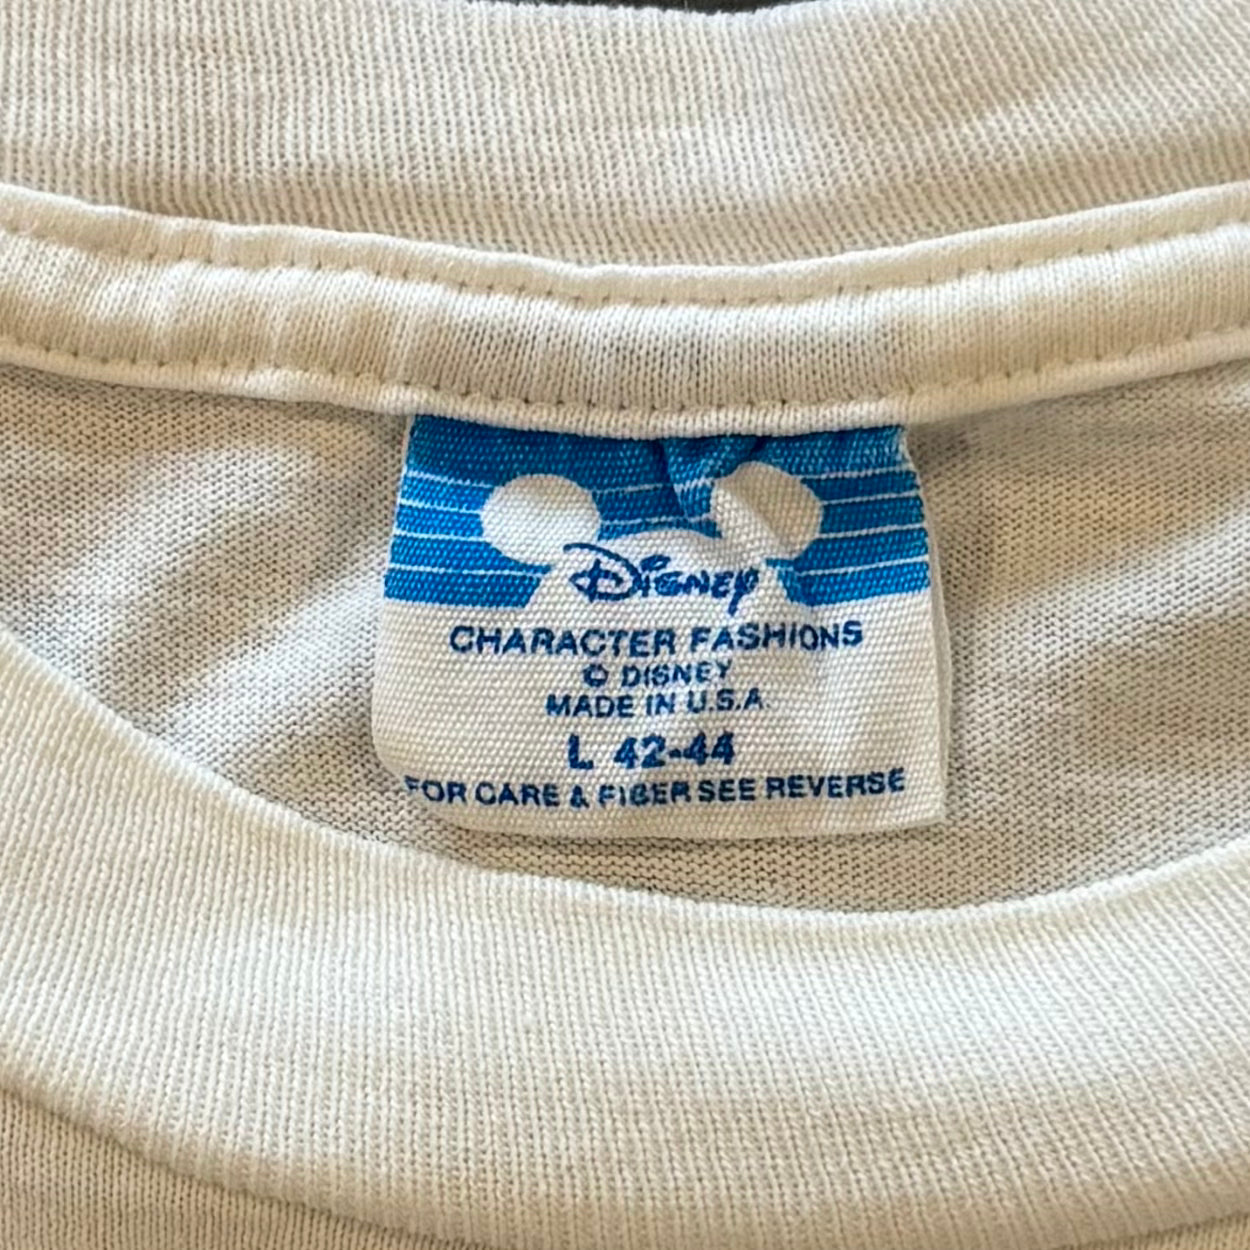 Disney
CHARACTER FASHIONS
© DISNEY
MADE IN U.S.A.
L 42-44
FOR CARE & FIBER SEE REVERSE